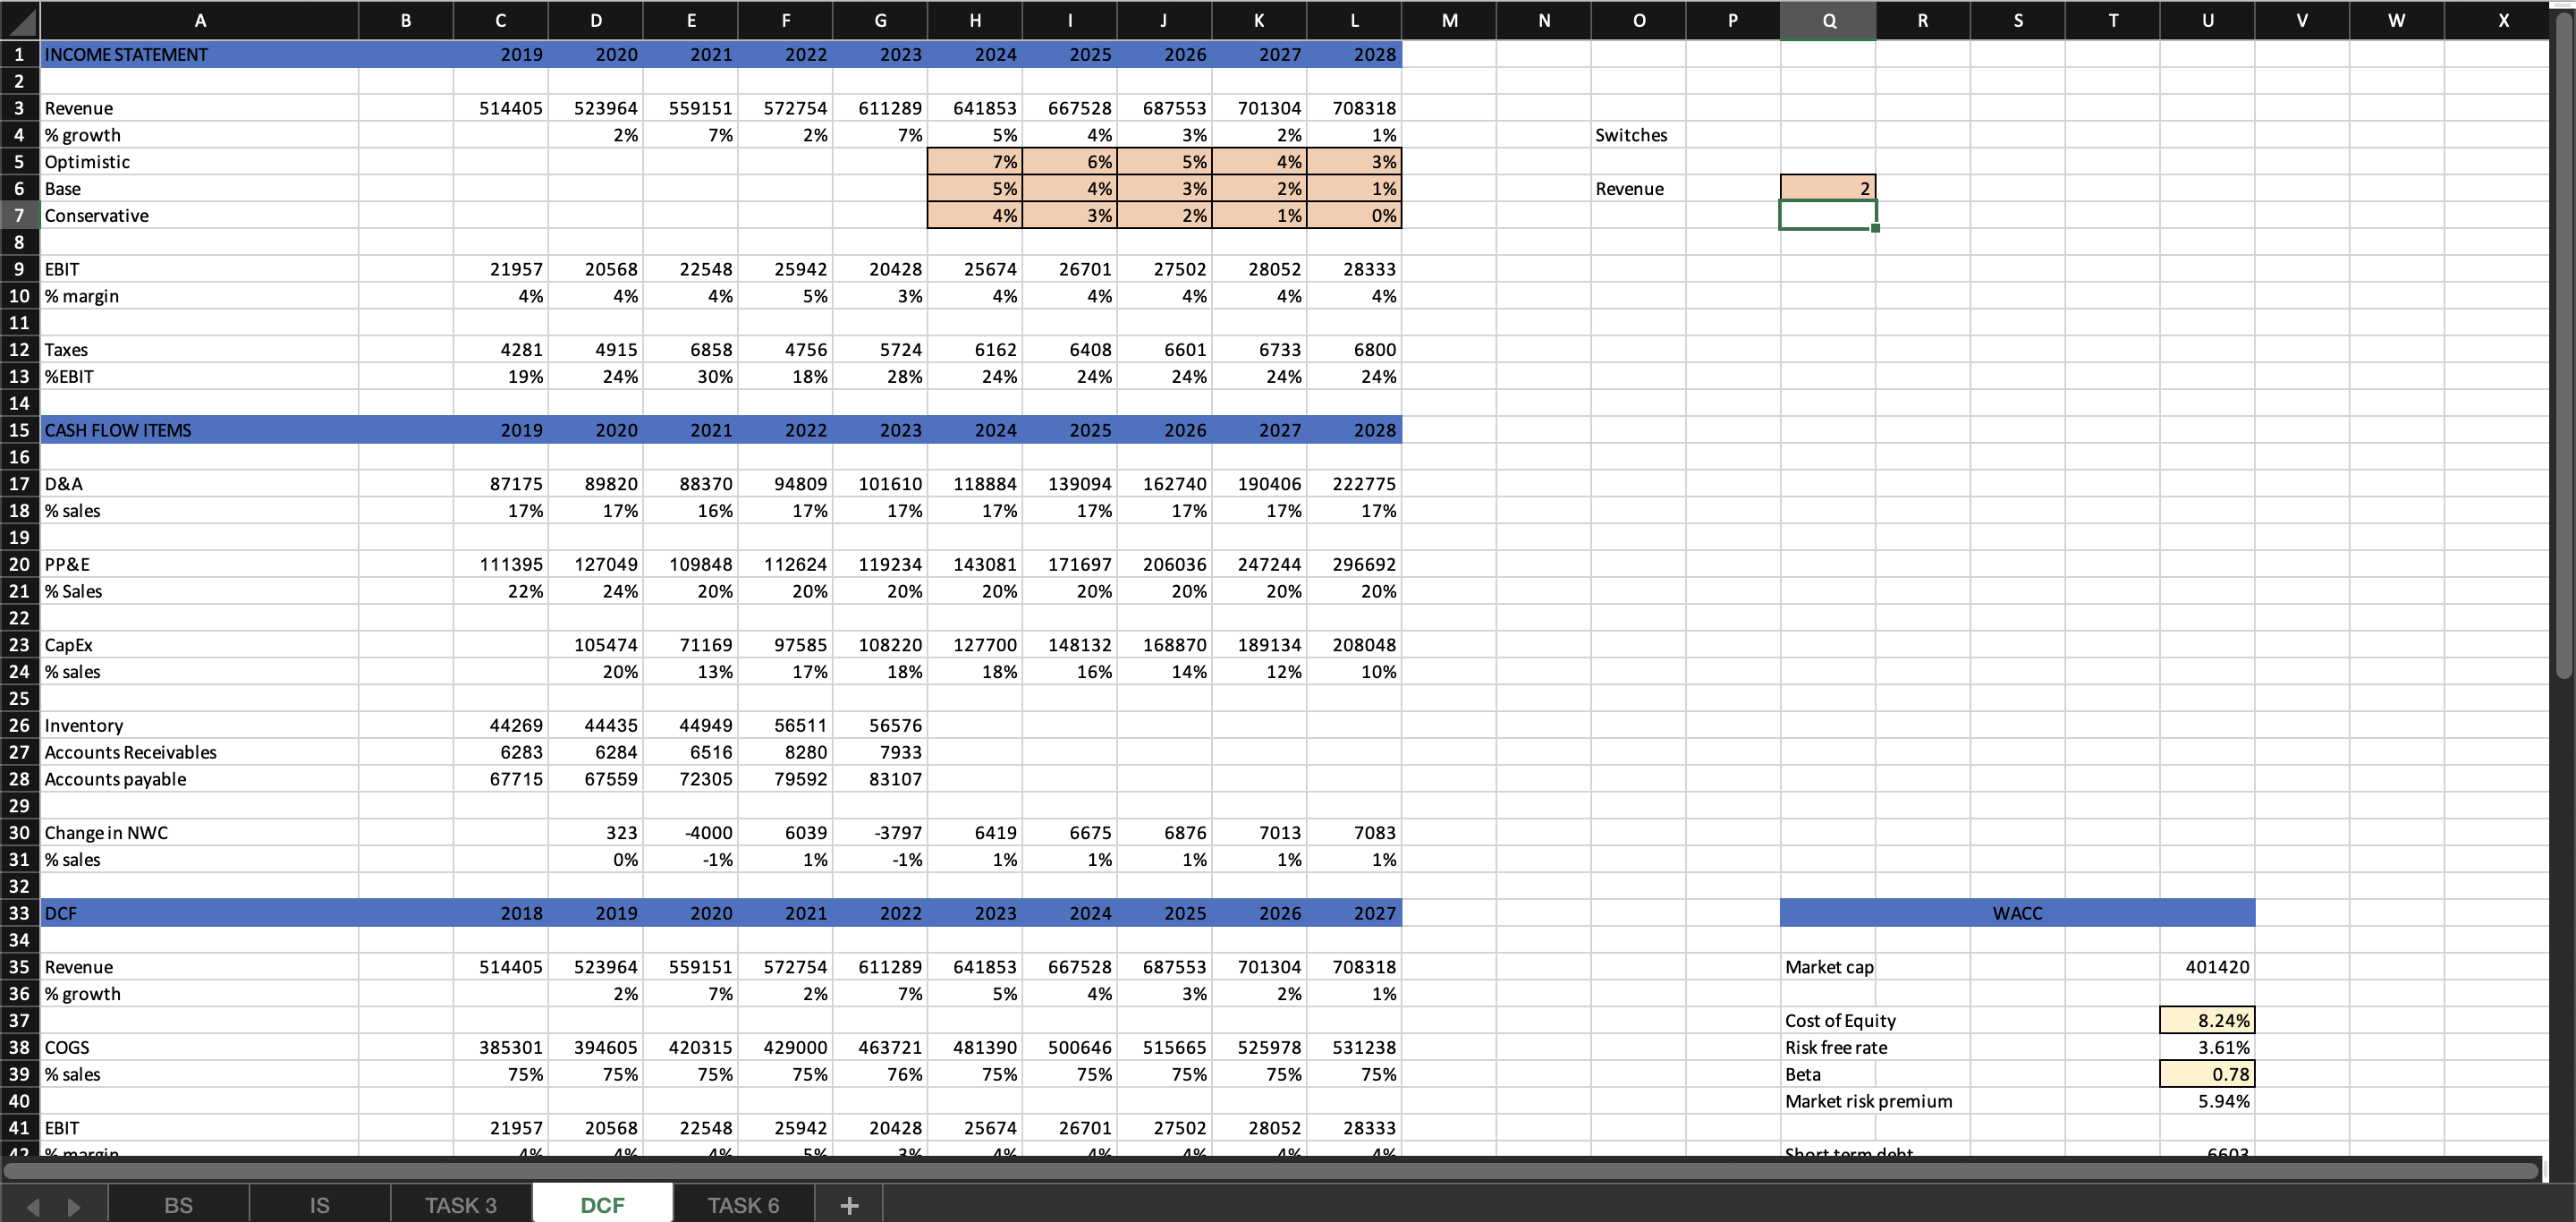 A B C D E F G H I J K L M N O P Q R S T U V W X
1 INCOME STATEMENT 2019 2020 2021 2022 2023 2024 2025 2026 2027 2028
2
3 Revenue 514405 523964 559151 572754 611289 641853 667528 687553 701304 708318
4 % growth 2% 7% 2% 7% 5% 4% 3% 2% 1% Switches
5 Optimistic 7% 6% 5% 4% 3%
6 Base 5% 4% 3% 2% 1% Revenue 2
7 Conservative 4% 3% 2% 1% 0%
8
9 EBIT 21957 20568 22548 25942 20428 25674 26701 27502 28052 28333
10 % margin 4% 4% 4% 5% 3% 4% 4% 4% 4% 4%
11
12 Taxes 4281 4915 6858 4756 5724 6162 6408 6601 6733 6800
13 %EBIT 19% 24% 30% 18% 28% 24% 24% 24% 24% 24%
14
15 CASH FLOW ITEMS 2019 2020 2021 2022 2023 2024 2025 2026 2027 2028
16
17 D&A 87175 89820 88370 94809 101610 118884 139094 162740 190406 222775
18 % sales 17% 17% 16% 17% 17% 17% 17% 17% 17% 17%
19
20 PP&E 111395 127049 109848 112624 119234 143081 171697 206036 247244 296692
21 % Sales 22% 24% 20% 20% 20% 20% 20% 20% 20% 20%
22
23 CapEx 105474 71169 97585 108220 127700 148132 168870 189134 208048
24 % sales 20% 13% 17% 18% 18% 16% 14% 12% 10%
25
26 Inventory 44269 44435 44949 56511 56576
27 Accounts Receivables 6283 6284 6516 8280 7933
28 Accounts payable 67715 67559 72305 79592 83107
29
30 Change in NWC 323 -4000 6039 -3797 6419 6675 6876 7013 7083
31 % sales 0% -1% 1% -1% 1% 1% 1% 1% 1%
32
33 DCF 2018 2019 2020 2021 2022 2023 2024 2025 2026 2027 WACC
34
35 Revenue 514405 523964 559151 572754 611289 641853 667528 687553 701304 708318 Market cap 401420
36 % growth 2% 7% 2% 7% 5% 4% 3% 2% 1%
37 Cost of Equity 8.24%
38 COGS 385301 394605 420315 429000 463721 481390 500646 515665 525978 531238 Risk free rate 3.61%
39 % sales 75% 75% 75% 75% 76% 75% 75% 75% 75% 75% Beta 0.78
40 Market risk premium 5.94%
41 EBIT 21957 20568 22548 25942 20428 25674 26701 27502 28052 28333
42 % margin 4% 4% 4% 5% 3% 4% 4% 4% 4% 4% Short term debt 6603
BS IS TASK 3 DCF TASK 6 +